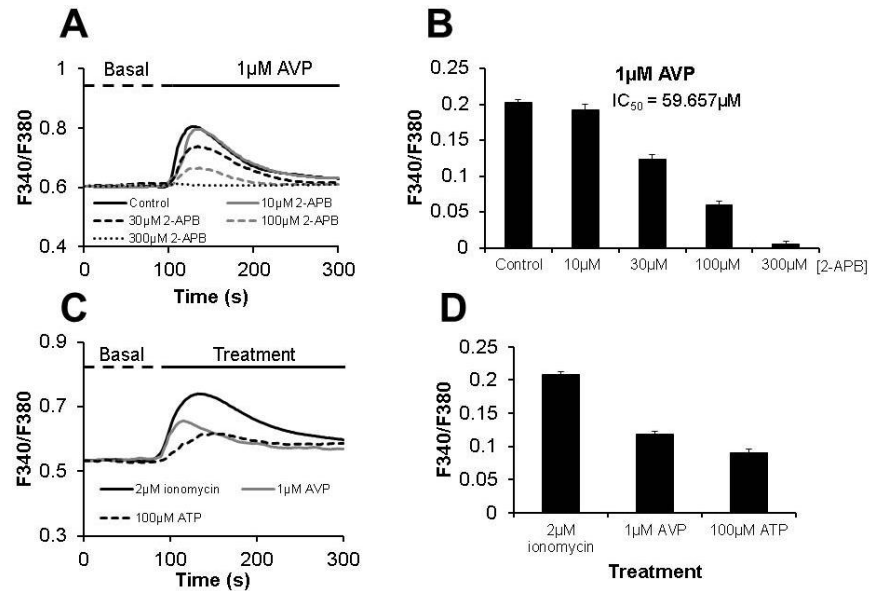 A
Basal
1µM AVP
F340/F380
1
0.8
0.6
0.4
Control
10µM 2-APB
30µM 2-APB
100µM 2-APB
300µM 2-APB
0
100
200
300
Time (s)
B
1µM AVP
IC50 = 59.657µM
F340/F380
0.25
0.2
0.15
0.1
0.05
0
Control
10µM
30µM
100µM
300µM
[2-APB]
C
Basal
Treatment
F340/F380
0.9
0.7
0.5
0.3
2µM ionomycin
1µM AVP
100µM ATP
0
100
200
300
Time (s)
D
F340/F380
0.25
0.2
0.15
0.1
0.05
0
2µM
ionomycin
1µM AVP
100µM ATP
Treatment